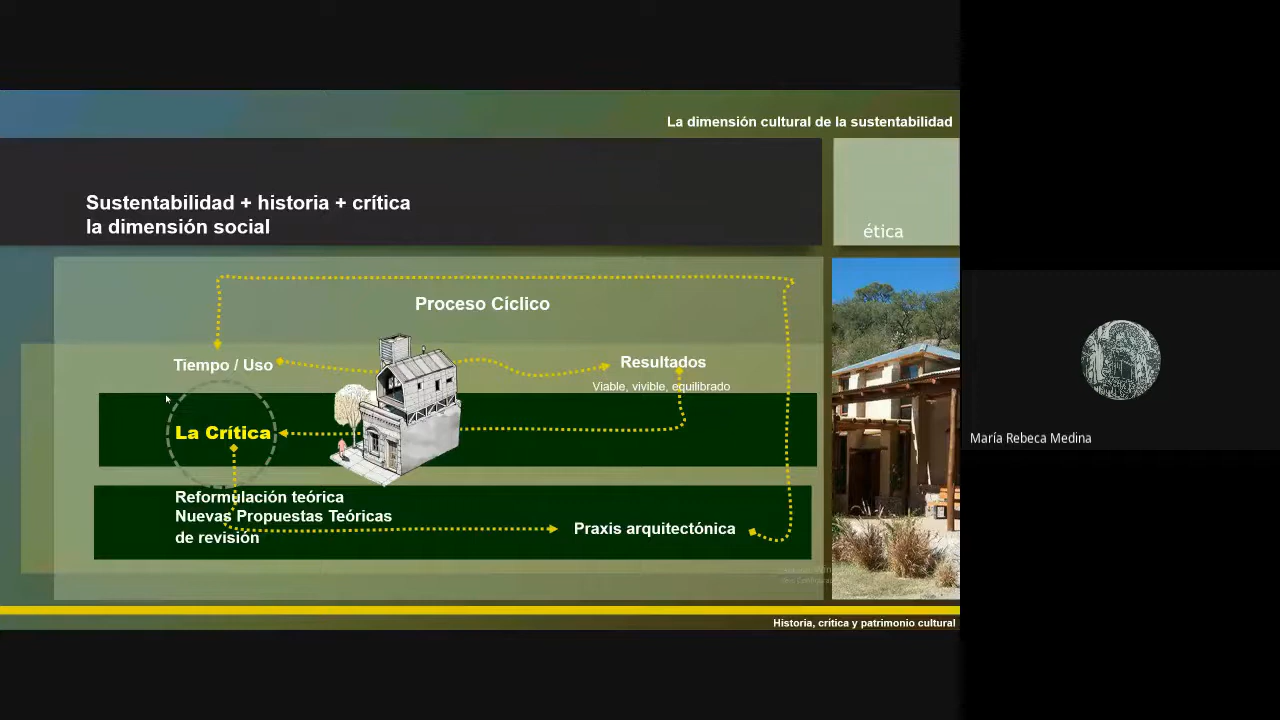 La dimensión cultural de la sustentabilidad
Sustentabilidad + historia + crítica
la dimensión social
ética
Proceso Cíclico
Tiempo / Uso
Resultados
Viable, vivible, equilibrado
La Crítica
Reformulación teórica
Nuevas Propuestas Teóricas
de revisión
Praxis arquitectónica
Historia, crítica y patrimonio cultural
María Rebeca Medina